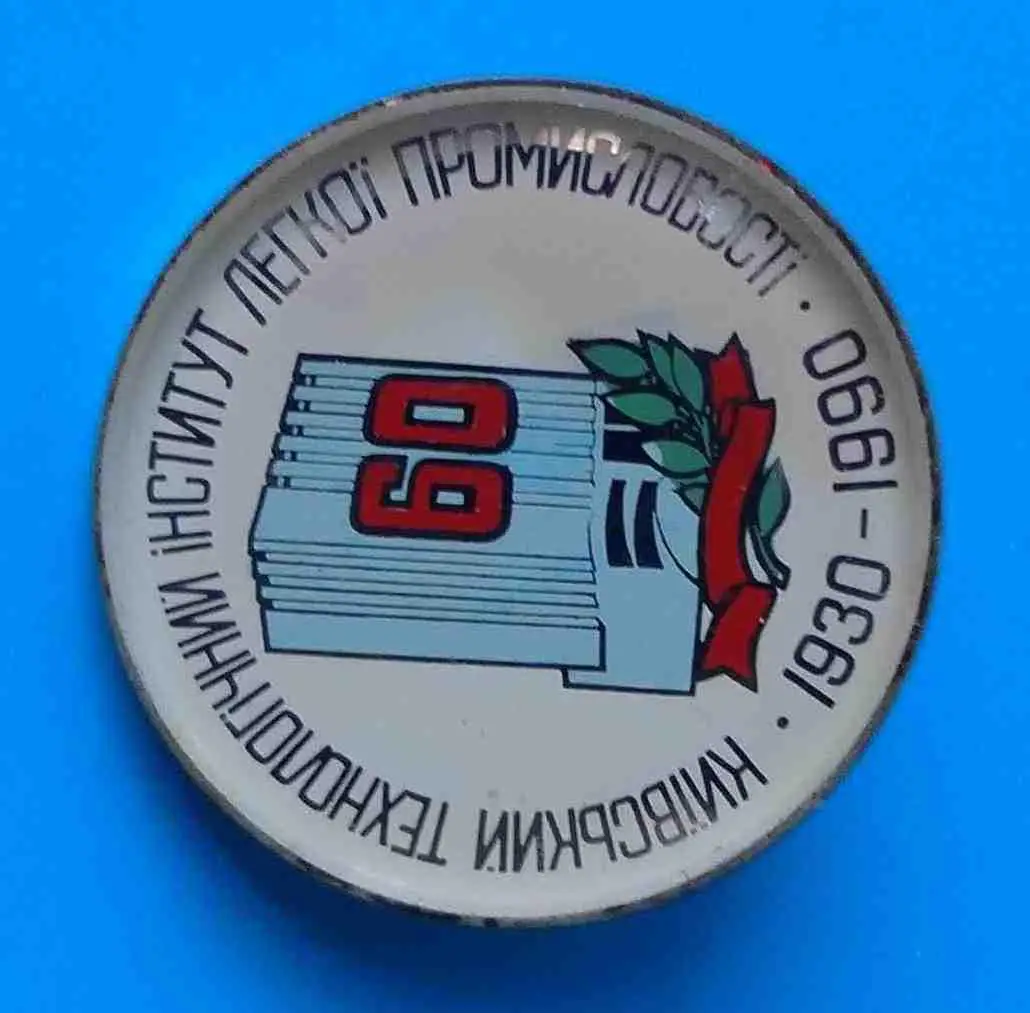 КИЇВСЬКИЙ ТЕХНОЛОГІЧНИЙ ІНСТИТУТ ЛЕГКОЇ ПРОМИСЛОВОСТІ
· 1930-1990 ·
60